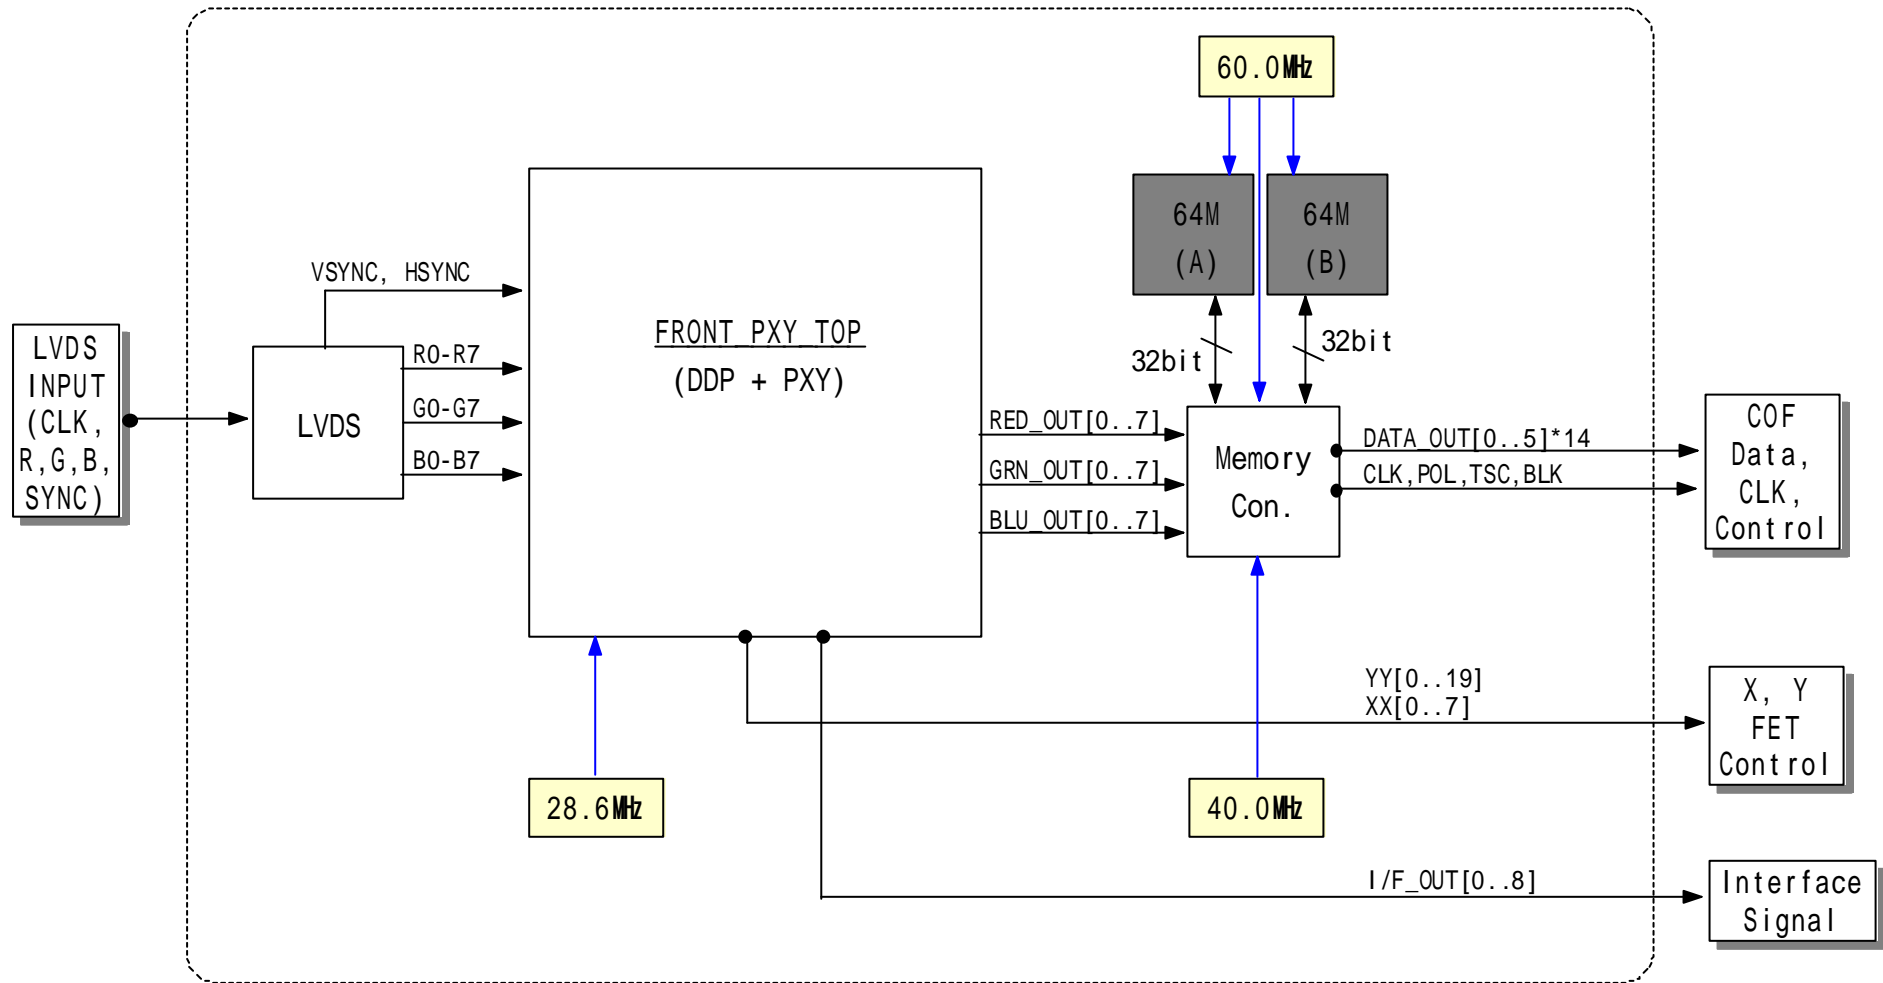 60.0MHz
64M
(A)
64M
(B)
VSYNC, HSYNC
FRONT_PXY_TOP
(DDP + PXY)
32bit
32bit
LVDS
INPUT
(CLK,
R,G,B,
SYNC)
LVDS
R0-R7
G0-G7
B0-B7
RED_OUT[0..7]
GRN_OUT[0..7]
BLU_OUT[0..7]
Memory
Con.
DATA_OUT[0..5]*14
CLK,POL,TSC,BLK
COF
Data,
CLK,
Control
YY[0..19]
XX[0..7]
X, Y
FET
Control
28.6MHz
40.0MHz
I/F_OUT[0..8]
Interface
Signal